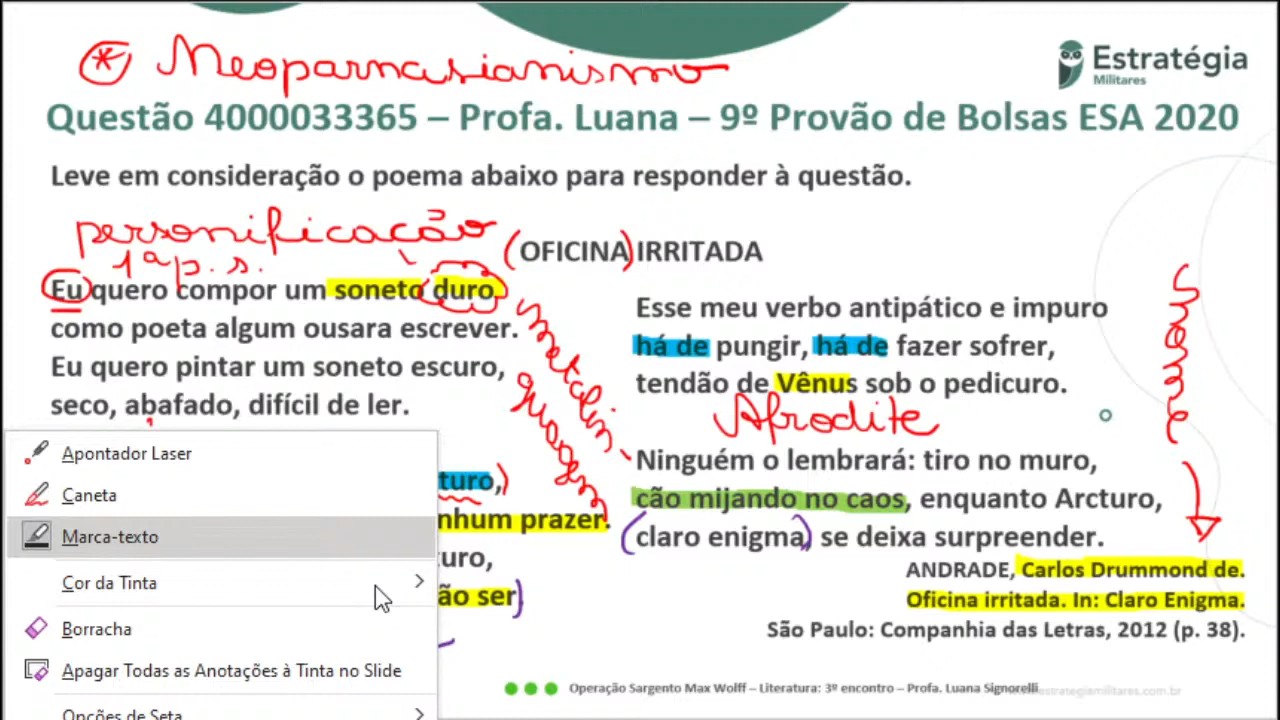 * Neoparnasianismo
Estratégia
Militares
Questão 4000033365 – Profa. Luana – 9º Provão de Bolsas ESA 2020
Leve em consideração o poema abaixo para responder à questão.
personificação
1ª p. s.
(OFICINA) IRRITADA
Eu quero compor um soneto duro
como poeta algum ousara escrever.
Eu quero pintar um soneto escuro,
seco, abafado, difícil de ler.
metalin-
guagem
turo,)
nhum prazer.
turo,
ão ser)
Esse meu verbo antipático e impuro
há de pungir, há de fazer sofrer,
tendão de Vênus sob o pedicuro.
Afrodite
Ninguém o lembrará: tiro no muro,
cão mijando no caos, enquanto Arcturo,
(claro enigma), se deixa surpreender.
ANDRADE, Carlos Drummond de.
Oficina irritada. In: Claro Enigma.
São Paulo: Companhia das Letras, 2012 (p. 38).
Apontador Laser
Caneta
Marca-texto
Cor da Tinta
Borracha
Apagar Todas as Anotações à Tinta no Slide
Opções de Seta
Operação Sargento Max Wolff – Literatura: 3º encontro – Profa. Luana Signorelli